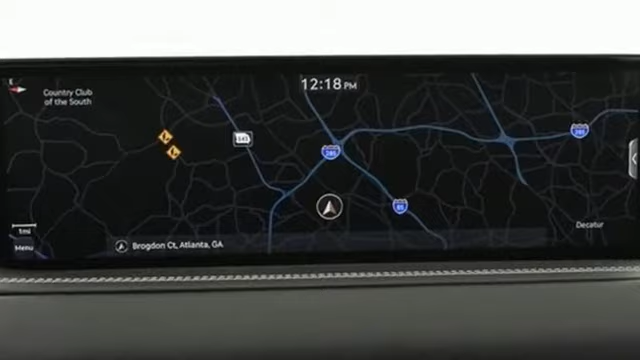 E
Country Club
of the South
12:18 PM
141
285
285
85
Decatur
1mi
Menu
Brogdon Ct, Atlanta, GA